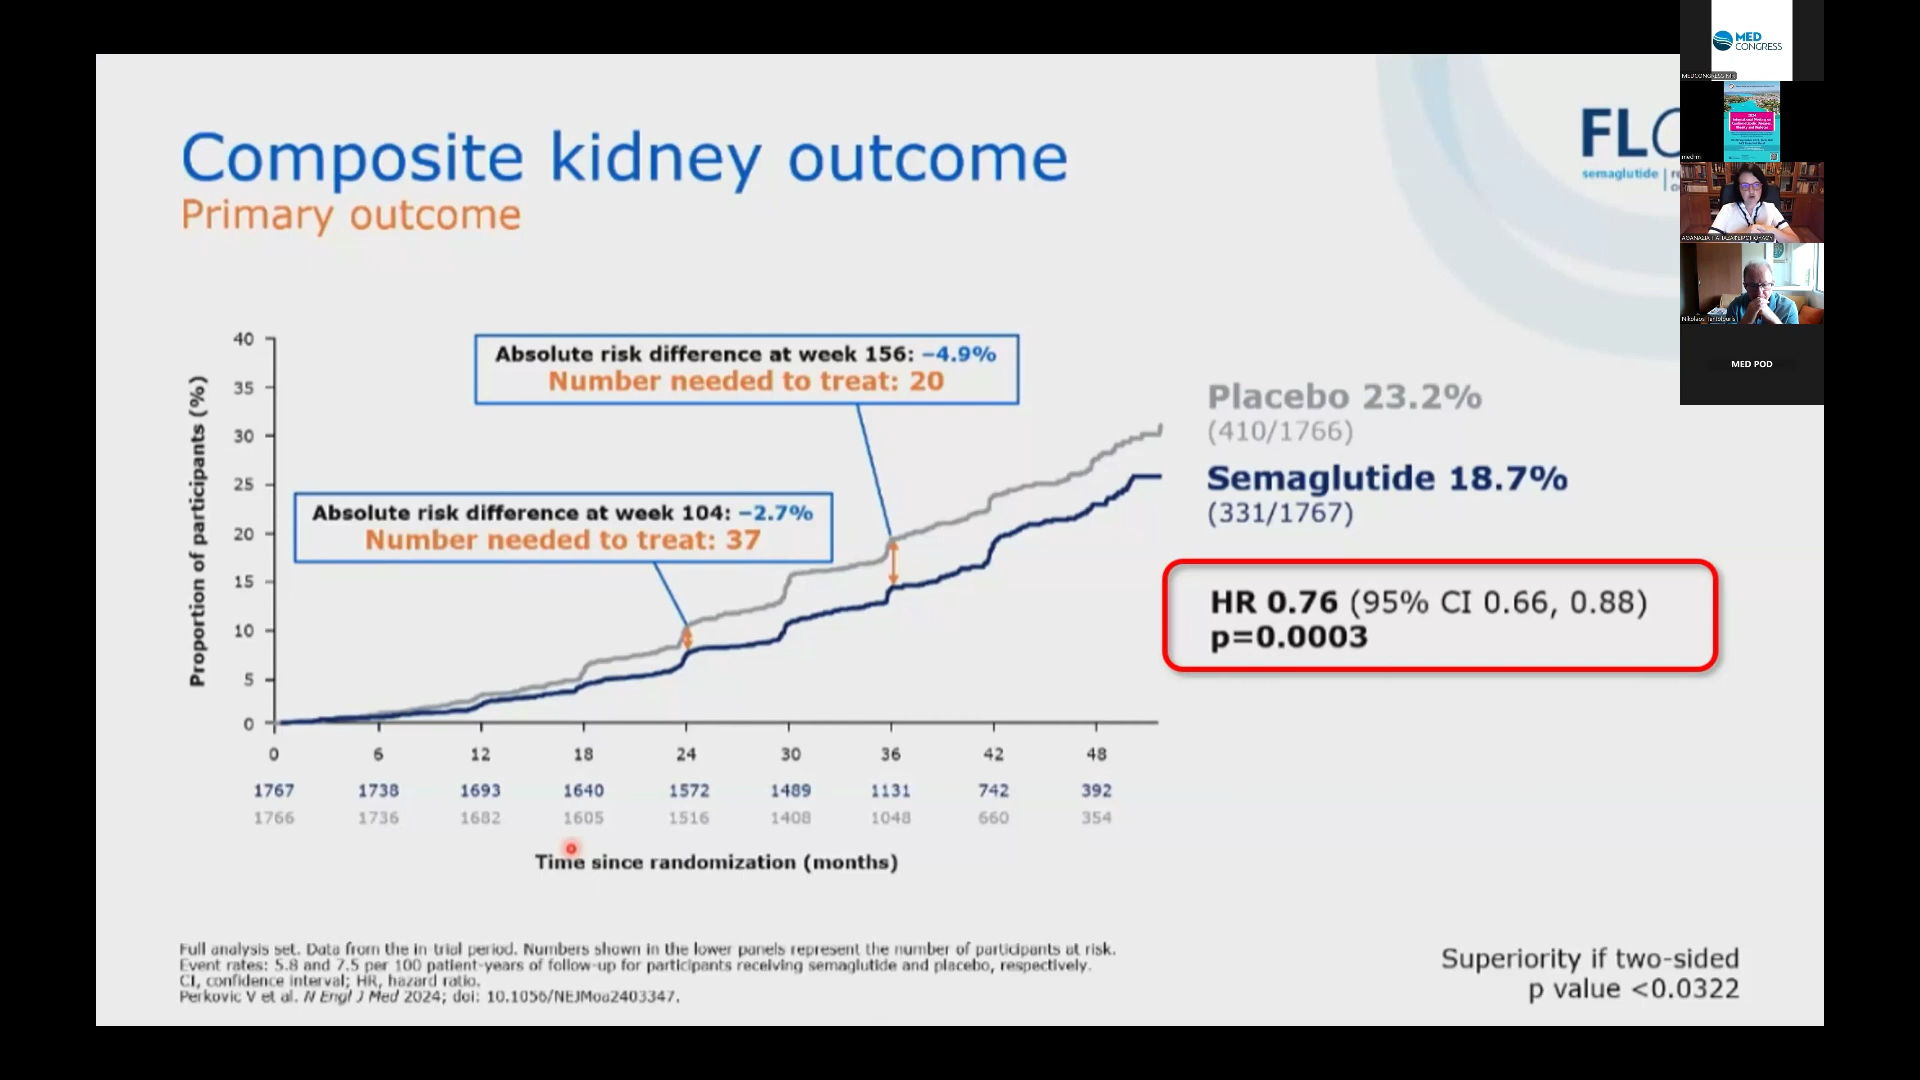 Composite kidney outcome
Primary outcome
FLO
semaglutide
MED
CONGRESS
Absolute risk difference at week 156: −4.9%
Number needed to treat: 20
Absolute risk difference at week 104: −2.7%
Number needed to treat: 37
Proportion of participants (%)
40
35
30
25
20
15
10
5
0
0 6 12 18 24 30 36 42 48
1767 1738 1693 1640 1572 1489 1131 742 392
1766 1736 1682 1605 1516 1408 1048 660 354
Time since randomization (months)
Placebo 23.2%
(410/1766)
Semaglutide 18.7%
(331/1767)
HR 0.76 (95% CI 0.66, 0.88)
p=0.0003
MED POD
Full analysis set. Data from the in trial period. Numbers shown in the lower panels represent the number of participants at risk.
Event rates: 5.8 and 7.5 per 100 patient-years of follow-up for participants receiving semaglutide and placebo, respectively.
CI, confidence interval; HR, hazard ratio.
Perkovic V et al. N Engl J Med 2024; doi: 10.1056/NEJMoa2403347.
Superiority if two-sided
p value <0.0322